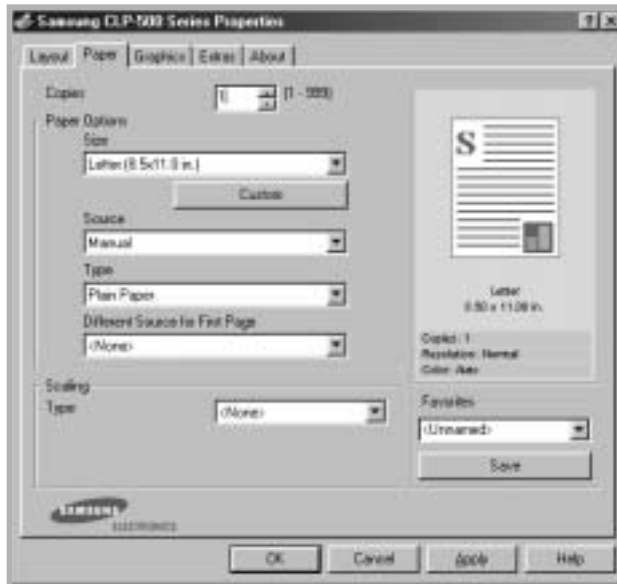 Samsung CLP-500 Series Properties
Layout Paper Graphics Extras About
Copies 1 (1 - 999)
Paper Options
Size
Letter (8.5x11.0 in.)
Custom
Source
Manual
Type
Plain Paper
Different Source for First Page
<None>
Scaling
Type <None>
S
Letter
8.50 x 11.00 in.
Copies: 1
Resolution: Normal
Color: Auto
Favorites
<Unnamed>
Save
SAMSUNG
ELECTRONICS
OK Cancel Apply Help